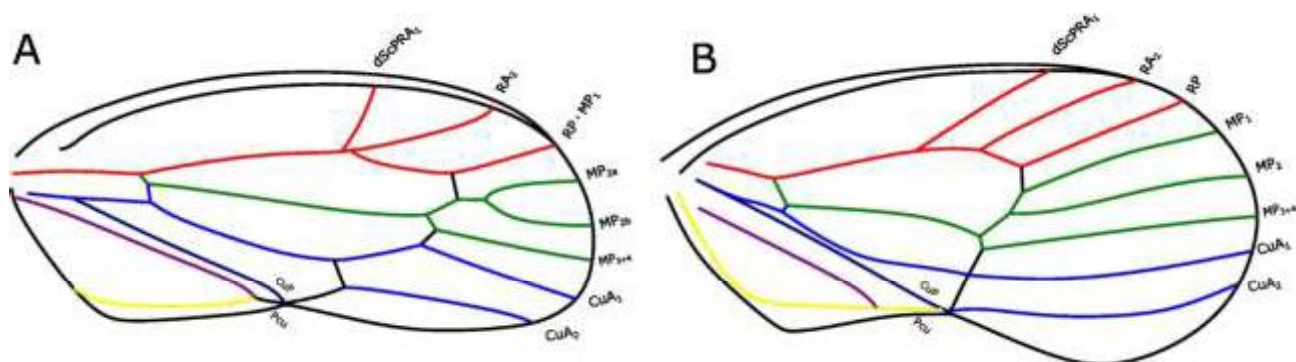 A
dScPRA₁
RA₂
RP + MP₁
MP₂ₐ
MP₂ᵦ
MP₃₊₄
CuA₁
CuA₂
CuP
Pcu
B
dScPRA₁
RA₂
RP
MP₁
MP₂
MP₃₊₄
CuA₁
CuA₂
CuP
Pcu